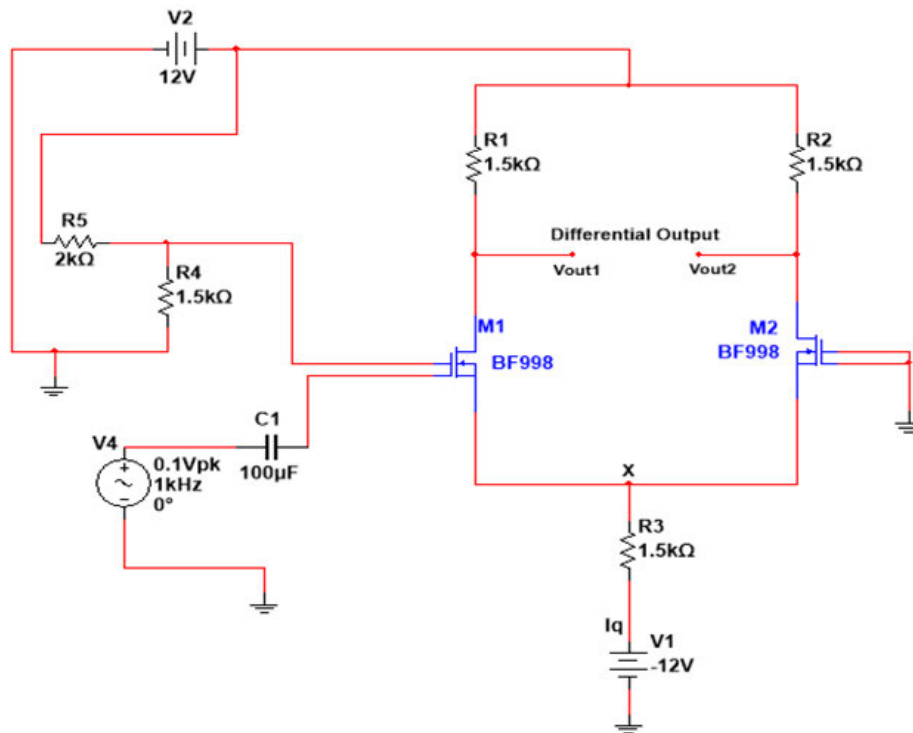 V2
12V
R1
1.5kΩ
R2
1.5kΩ
R5
2kΩ
R4
1.5kΩ
Differential Output
Vout1
Vout2
M1
BF998
M2
BF998
C1
100µF
V4
0.1Vpk
1kHz
0°
X
R3
1.5kΩ
Iq
V1
-12V